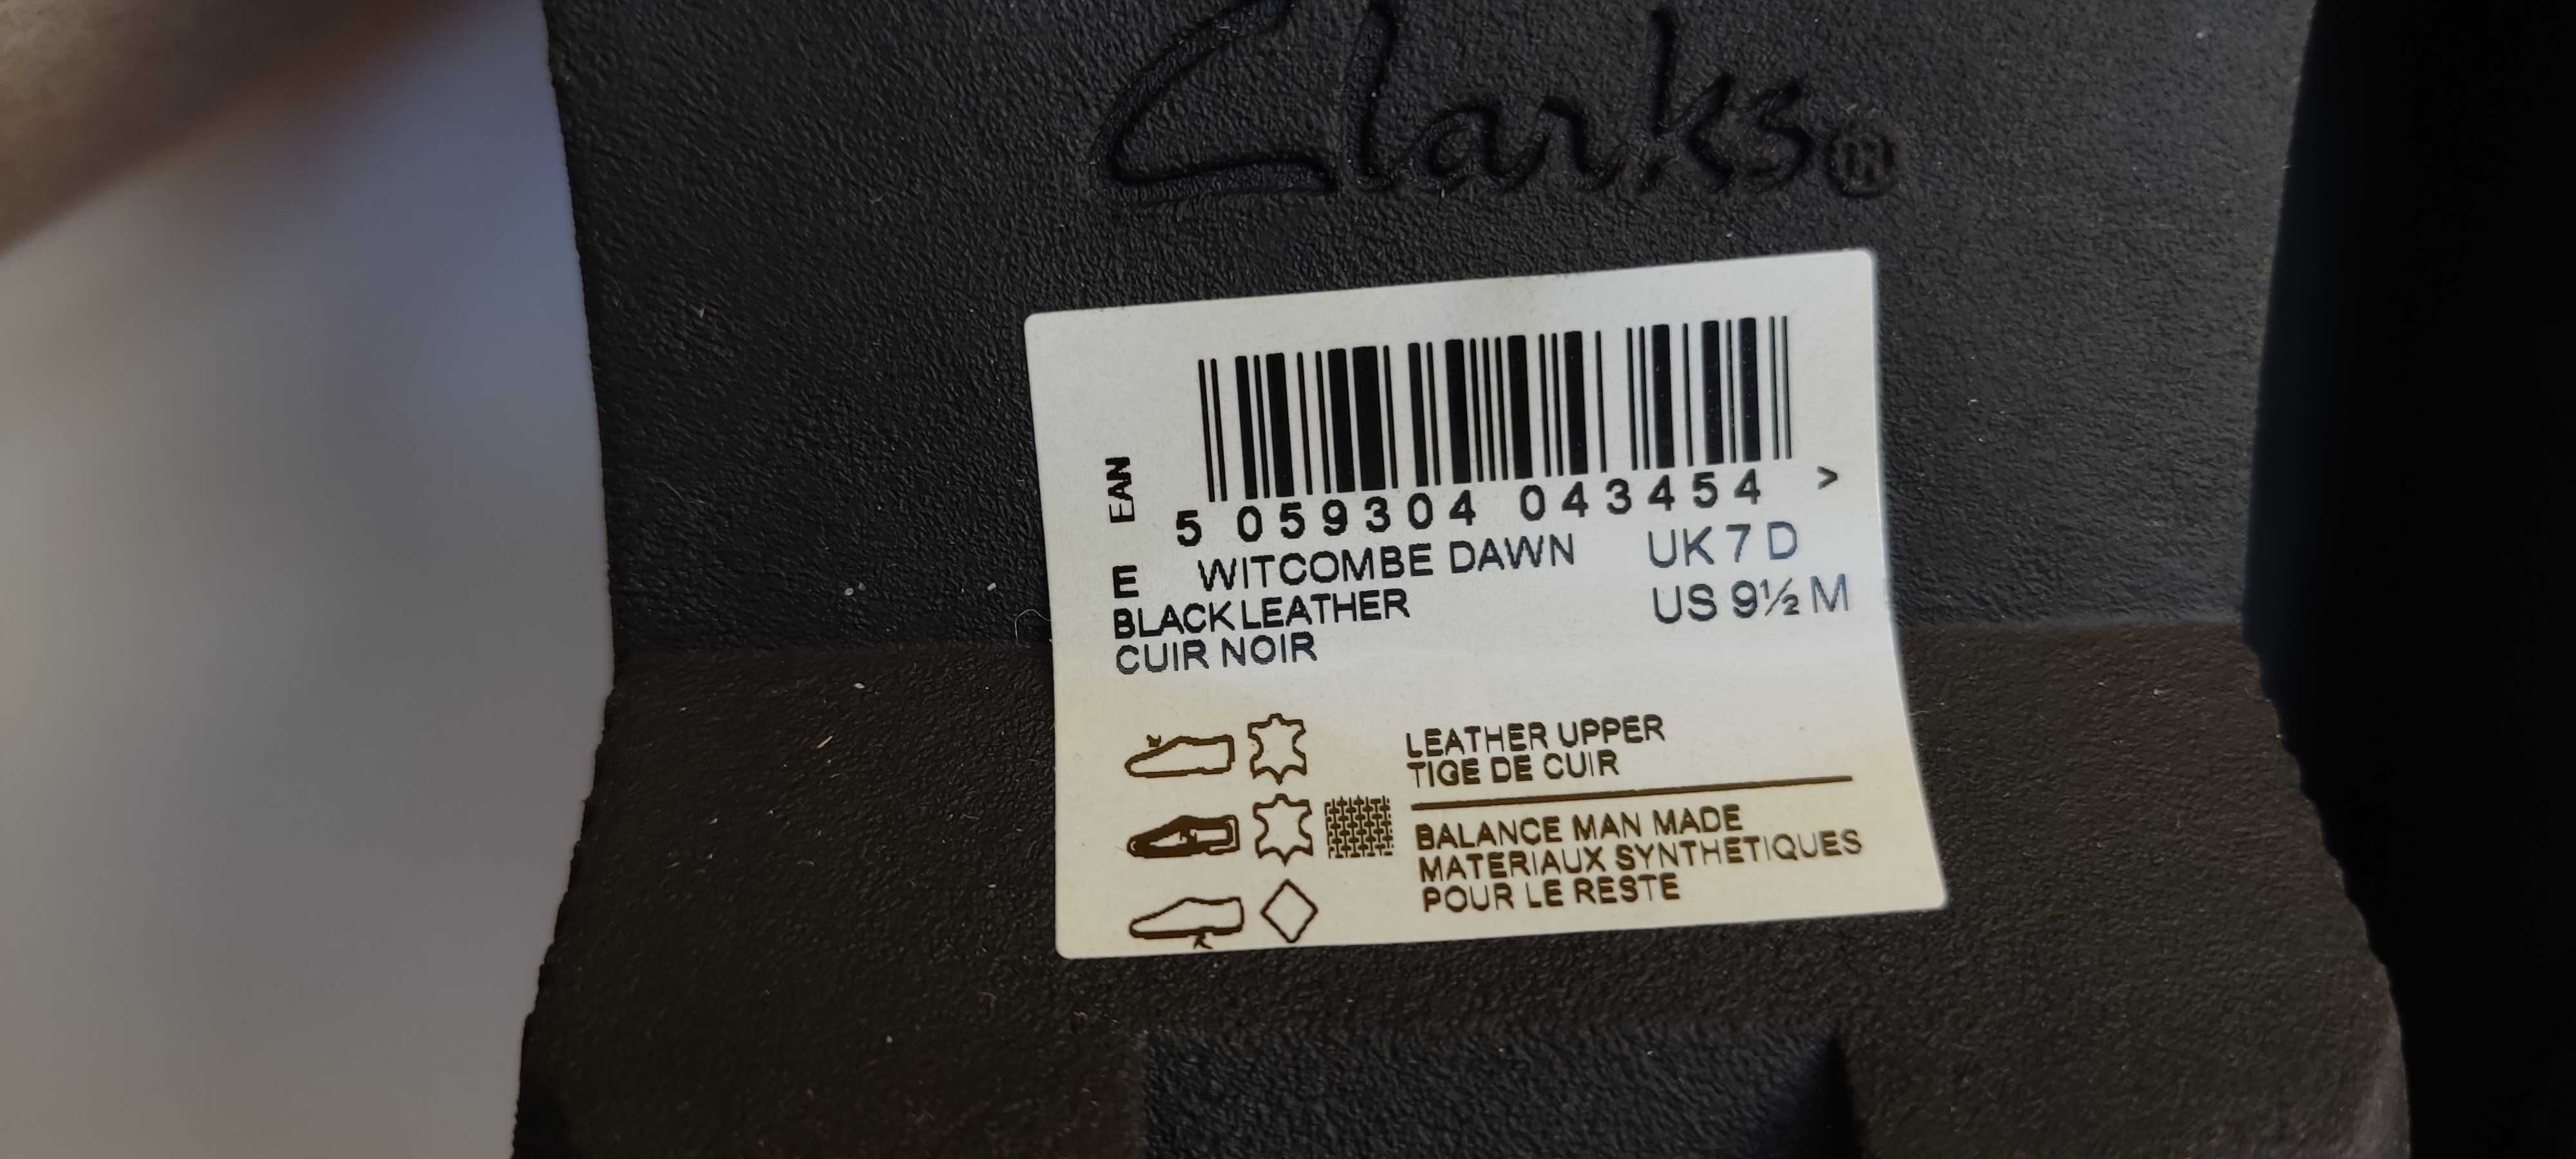 Clarks®
EAN
5 059304 043454 >
E WITCOMBE DAWN UK 7 D
BLACK LEATHER US 9½ M
CUIR NOIR
LEATHER UPPER
TIGE DE CUIR
BALANCE MAN MADE
MATERIAUX SYNTHETIQUES
POUR LE RESTE